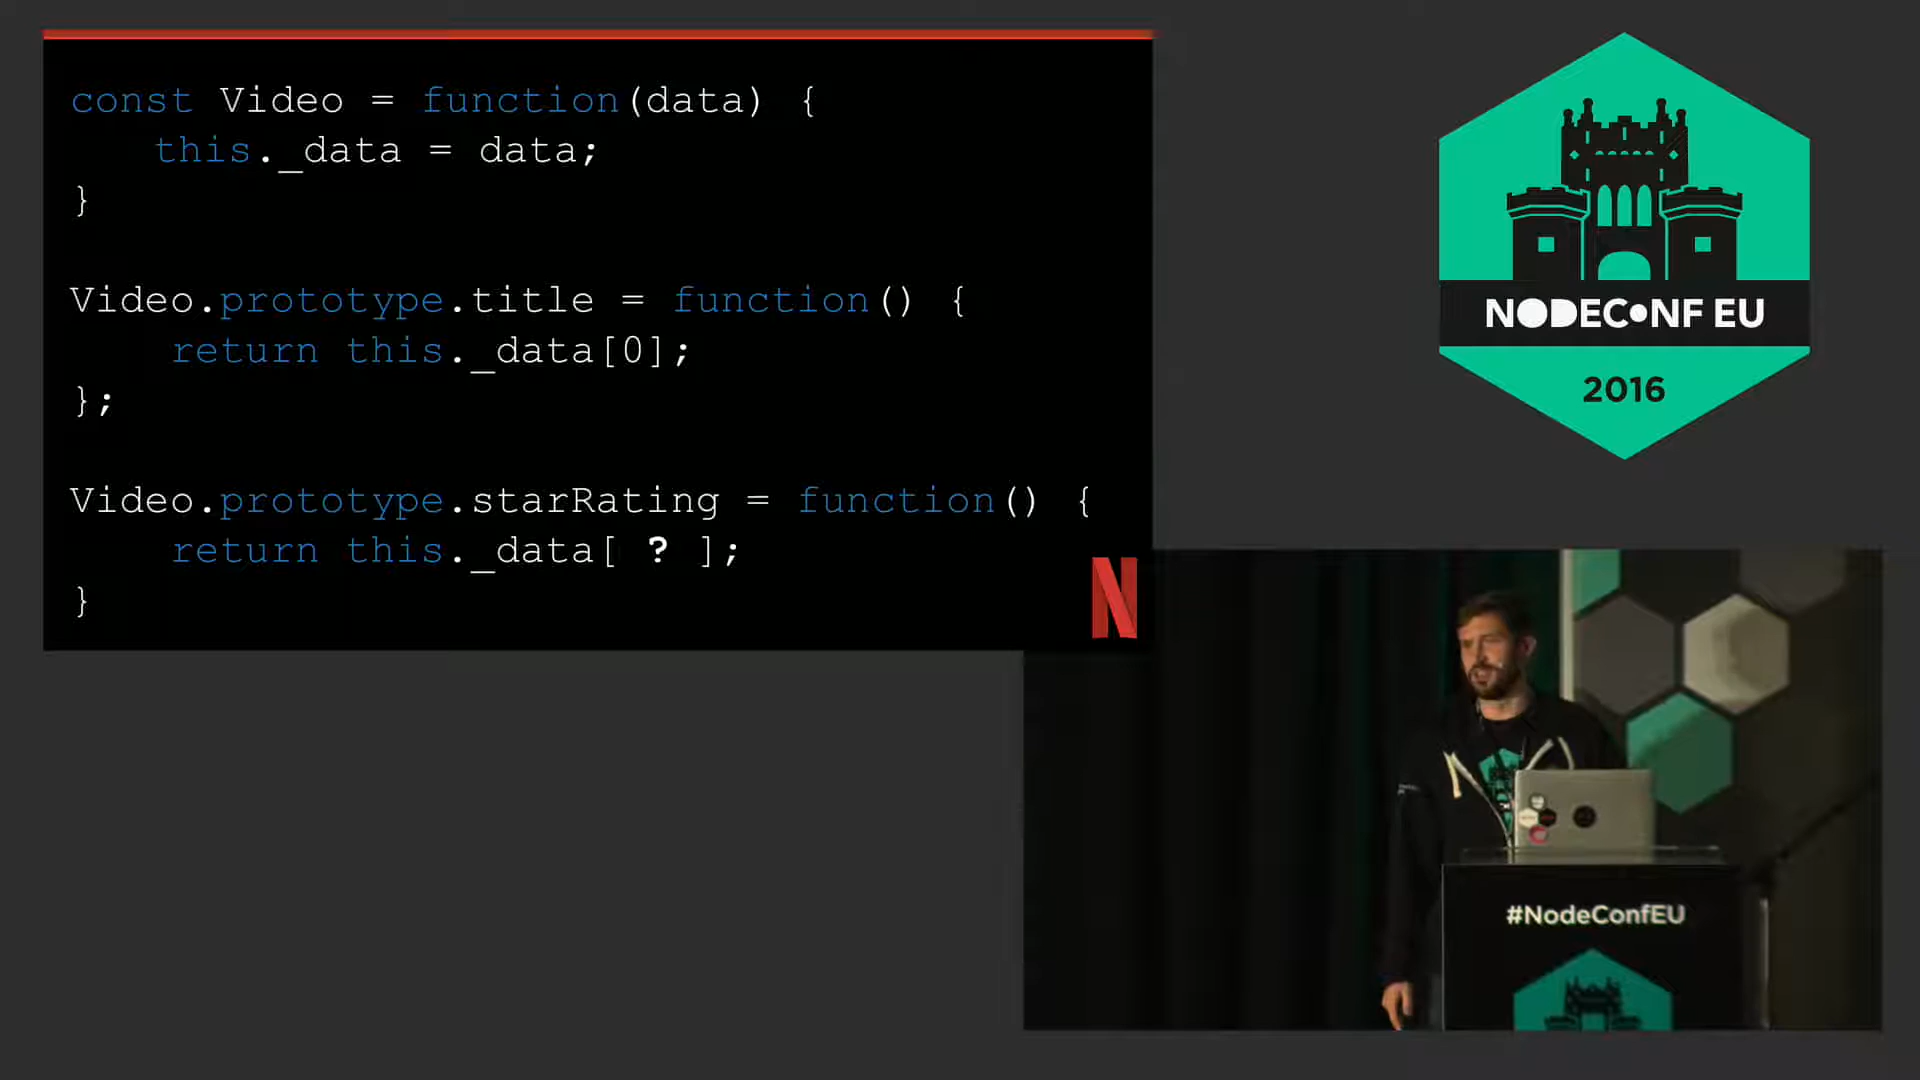 const Video = function(data) {
this._data = data;
}
Video.prototype.title = function() {
return this._data[0];
};
Video.prototype.starRating = function() {
return this._data[ ? ];
}
N
NODECONF EU
2016
#NodeConfEU